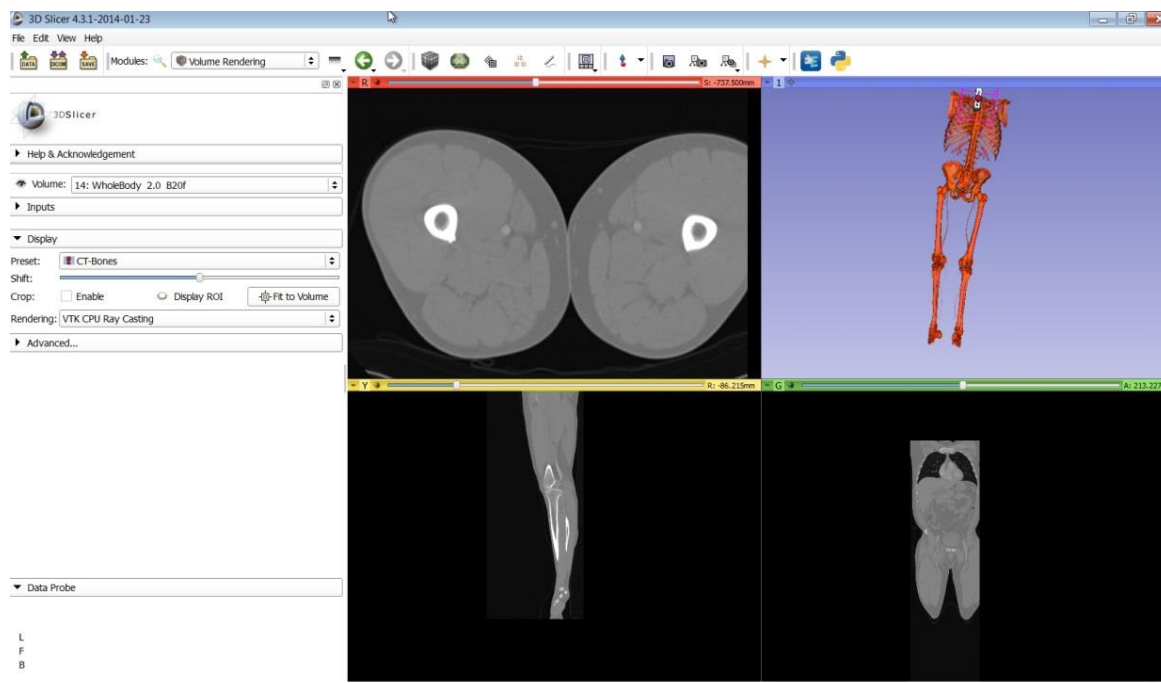 3D Slicer 4.3.1-2014-01-23
File Edit View Help
DATA DCOM SAVE Modules: Volume Rendering
R S: -737.500mm 1
3DSlicer
Help & Acknowledgement
Volume: 14: WholeBody 2.0 B20f
Inputs
Display
Preset: CT-Bones
Shift:
Crop: Enable Display ROI Fit to Volume
Rendering: VTK CPU Ray Casting
Advanced...
Y R: -86.215mm G A: 213.227
Data Probe
L
F
B